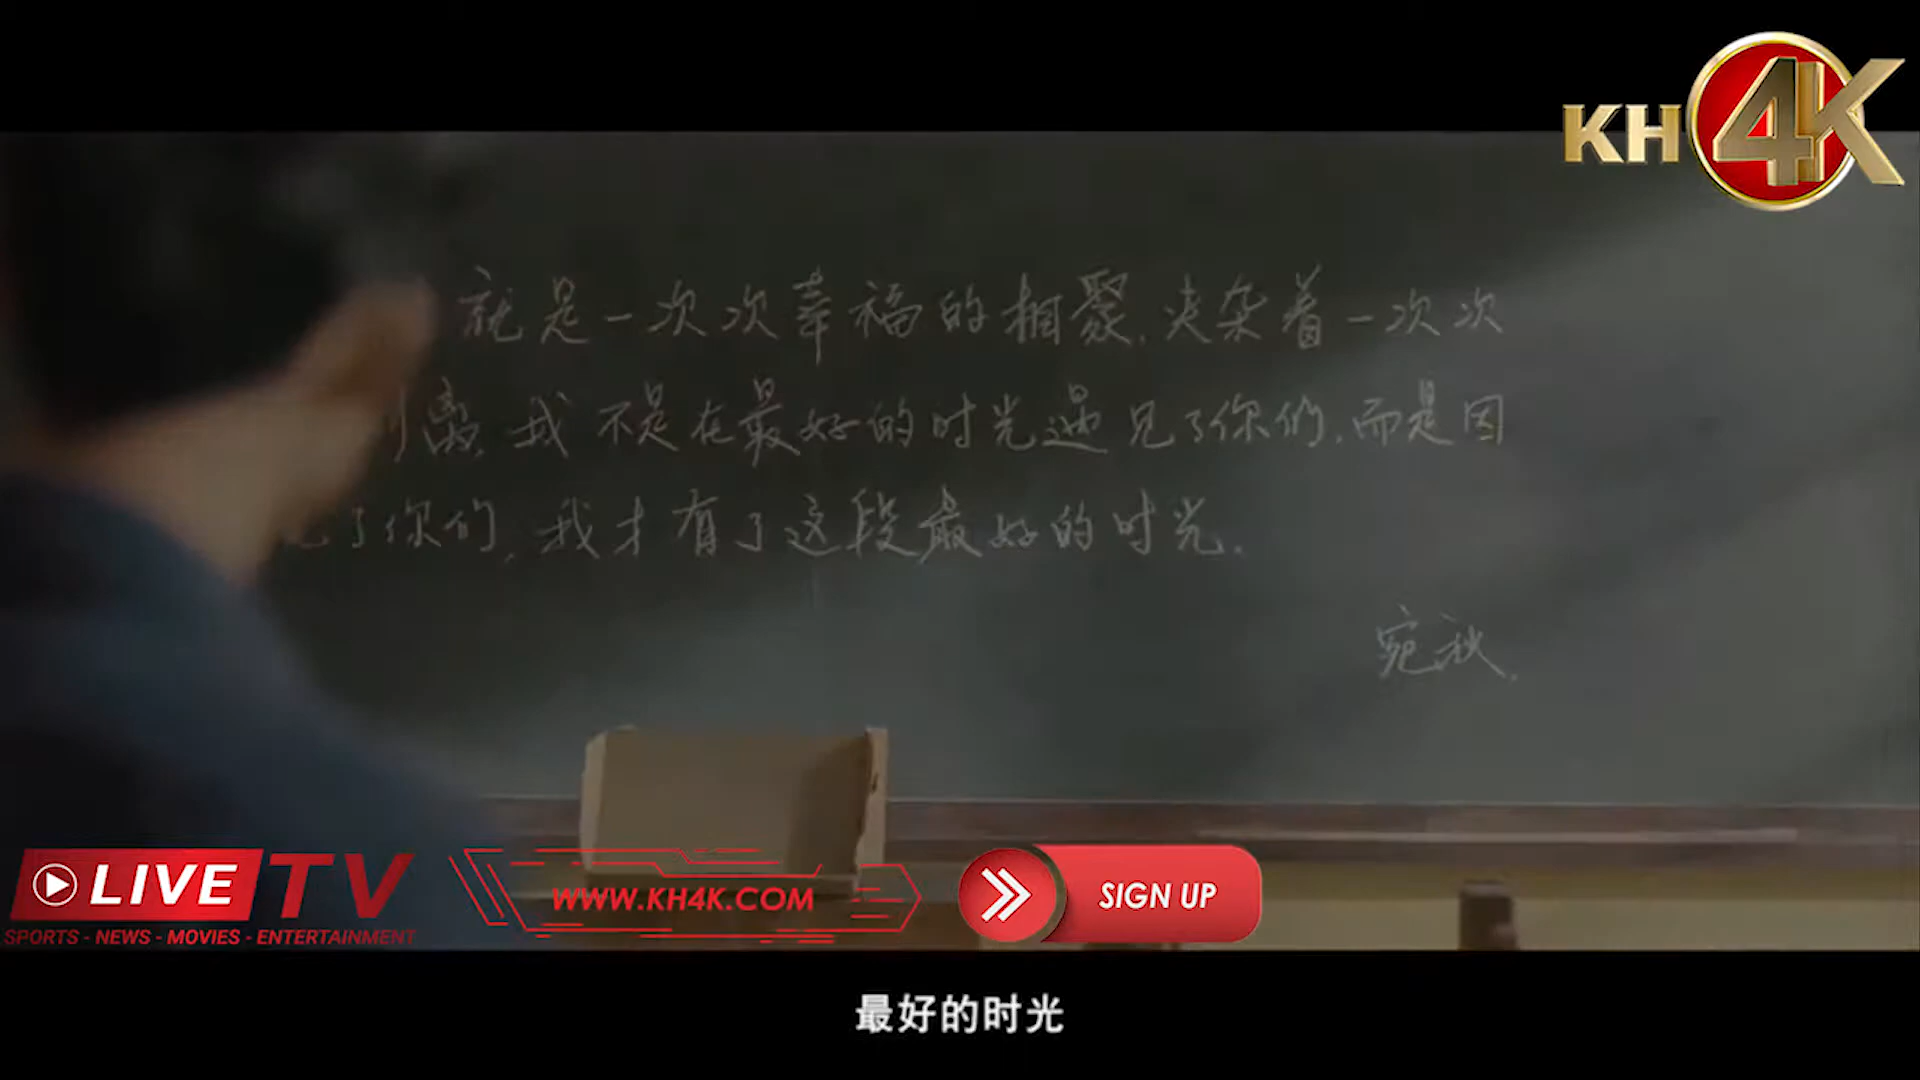 KH4K
就是一次次幸福的相聚.夹杂着一次次
离.我不是在最好的时光遇见了你们.而是因
了你们,我才有了这段最好的时光.
宛秋.
LIVE TV
SPORTS - NEWS - MOVIES - ENTERTAINMENT
WWW.KH4K.COM
SIGN UP
最好的时光